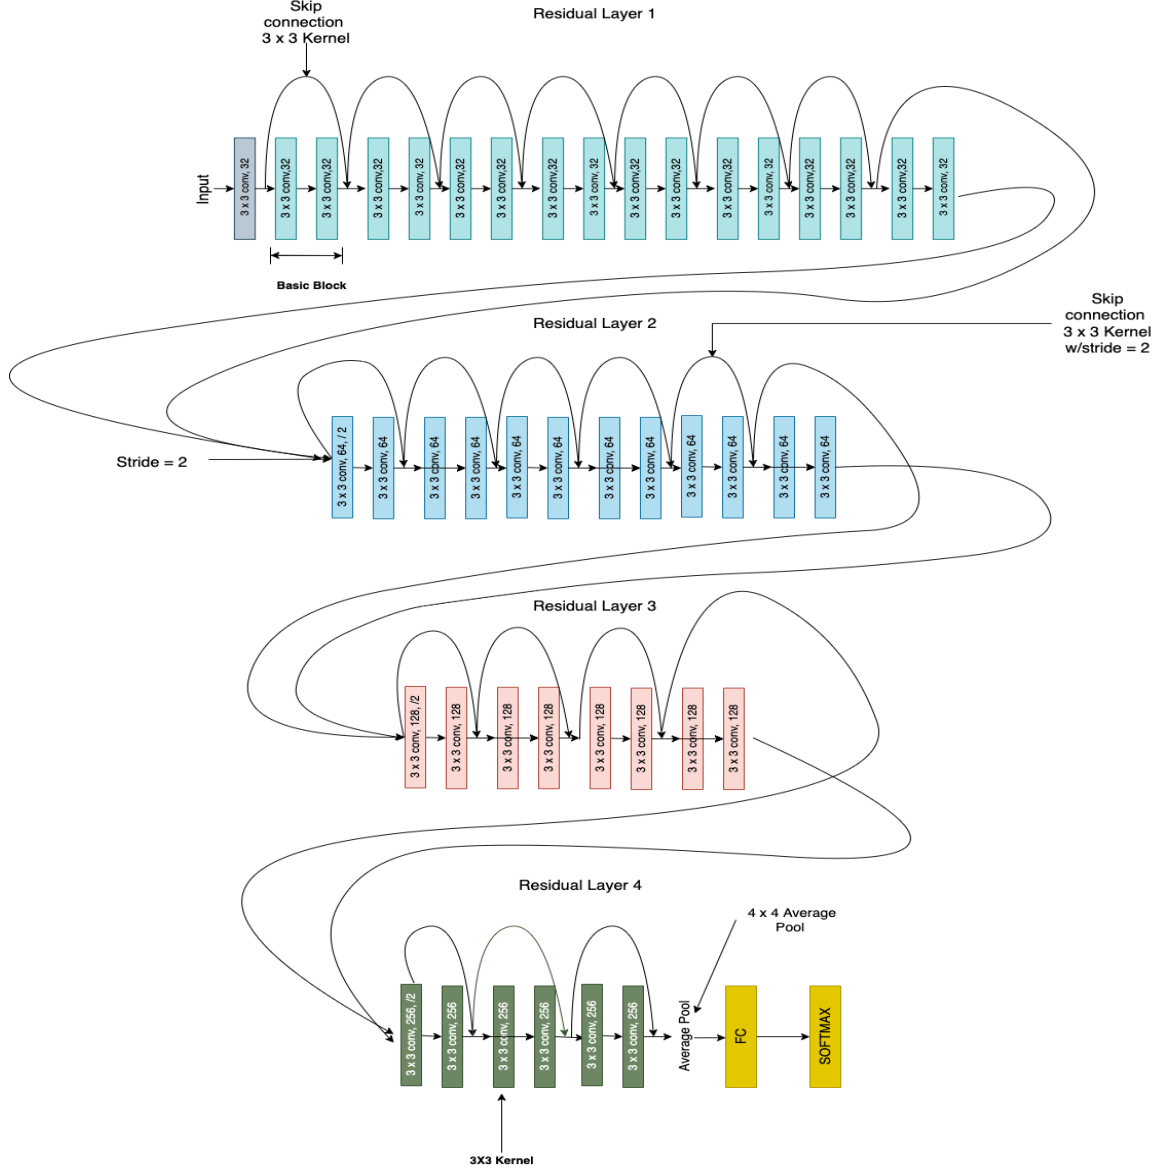 Skip
connection
3 x 3 Kernel
Residual Layer 1
Input
3 x 3 conv, 32
3 x 3 conv,32
3 x 3 conv, 32
3 x 3 conv,32
3 x 3 conv, 32
3 x 3 conv,32
3 x 3 conv, 32
3 x 3 conv,32
3 x 3 conv, 32
3 x 3 conv,32
3 x 3 conv, 32
3 x 3 conv,32
3 x 3 conv, 32
3 x 3 conv,32
3 x 3 conv, 32
3 x 3 conv,32
3 x 3 conv, 32
Basic Block
Residual Layer 2
Skip
connection
3 x 3 Kernel
w/stride = 2
Stride = 2
3 x 3 conv, 64, / 2
3 x 3 conv, 64
3 x 3 conv, 64
3 x 3 conv, 64
3 x 3 conv, 64
3 x 3 conv, 64
3 x 3 conv, 64
3 x 3 conv, 64
3 x 3 conv, 64
3 x 3 conv, 64
3 x 3 conv, 64
3 x 3 conv, 64
Residual Layer 3
3 x 3 conv, 128, /2
3 x 3 conv, 128
3 x 3 conv, 128
3 x 3 conv, 128
3 x 3 conv, 128
3 x 3 conv, 128
3 x 3 conv, 128
3 x 3 conv, 128
Residual Layer 4
4 x 4 Average
Pool
3 x 3 conv, 256, /2
3 x 3 conv, 256
3 x 3 conv, 256
3 x 3 conv, 256
3 x 3 conv, 256
3 x 3 conv, 256
Average Pool
FC
SOFTMAX
3X3 Kernel